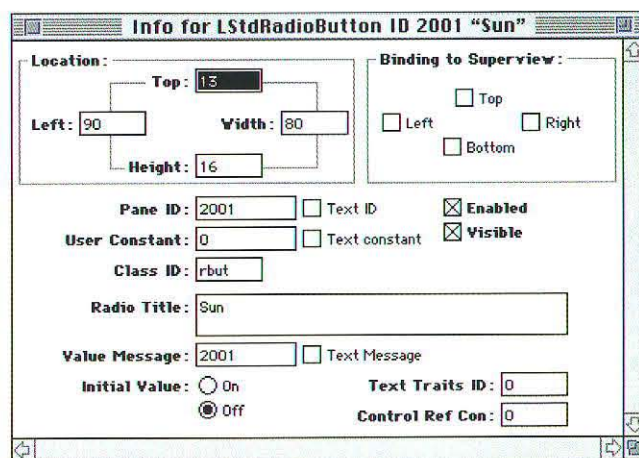 Info for LStdRadioButton ID 2001 “Sun”
Location:
Top: 13
Left: 90
Width: 80
Height: 16
Binding to Superview:
Top
Left
Right
Bottom
Pane ID: 2001 Text ID Enabled
User Constant: 0 Text constant Visible
Class ID: rbut
Radio Title: Sun
Value Message: 2001 Text Message
Initial Value: On Text Traits ID: 0
Off Control Ref Con: 0